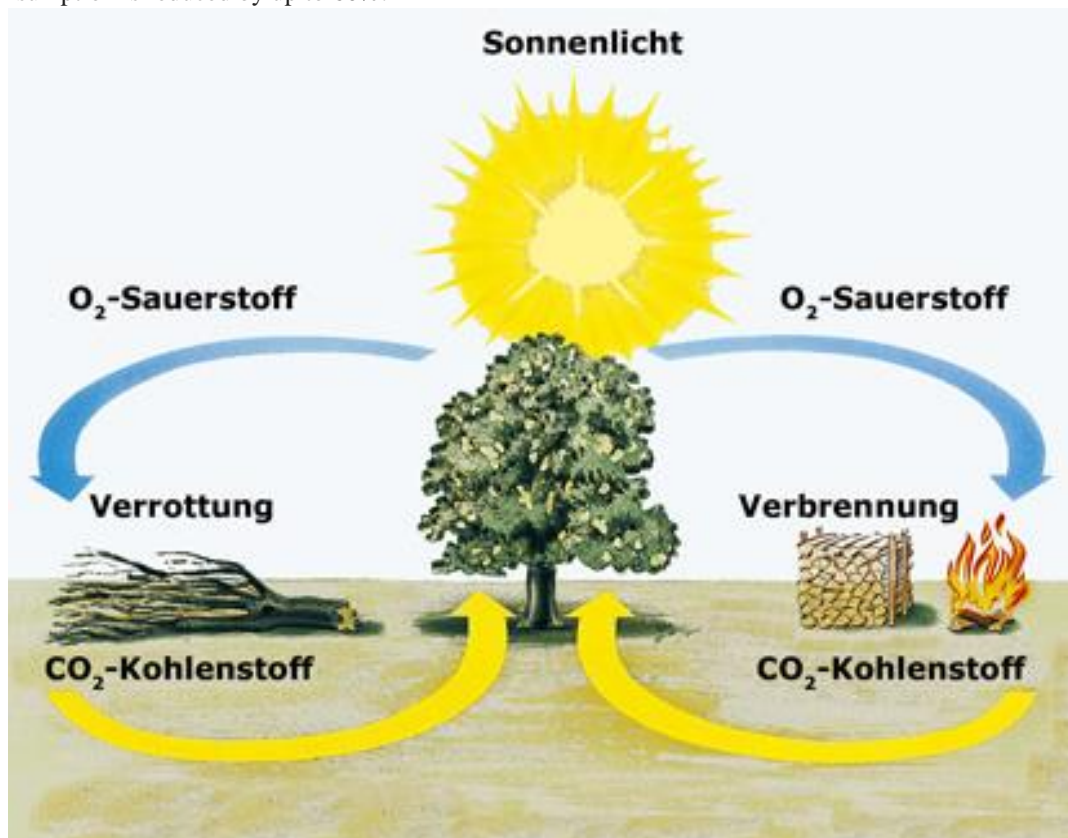 Sonnenlicht
O₂-Sauerstoff
O₂-Sauerstoff
Verrottung
Verbrennung
CO₂-Kohlenstoff
CO₂-Kohlenstoff